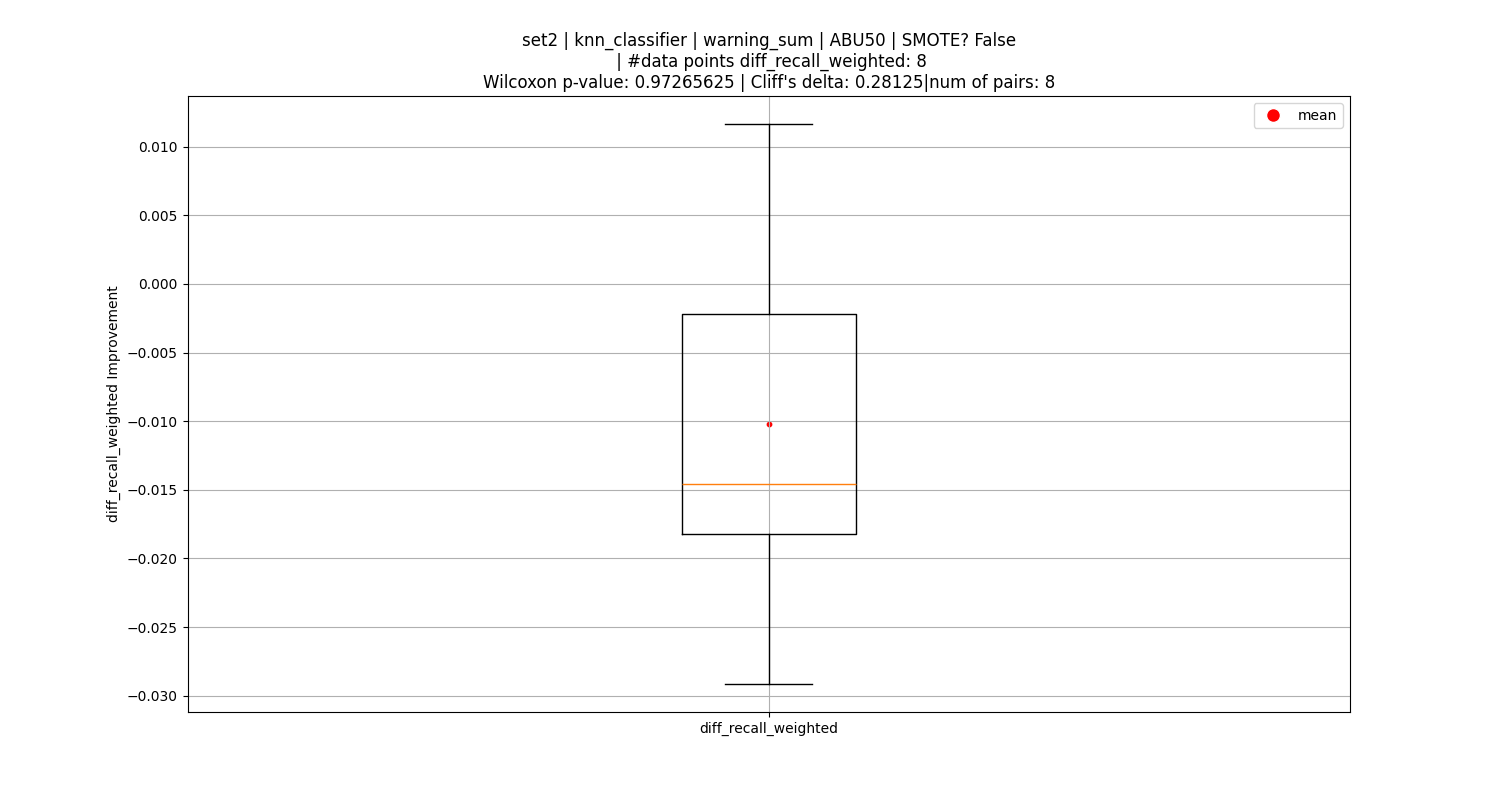 set2 | knn_classifier | warning_sum | ABU50 | SMOTE? False
| #data points diff_recall_weighted: 8
Wilcoxon p-value: 0.97265625 | Cliff's delta: 0.28125|num of pairs: 8
mean
0.010
0.005
0.000
−0.005
−0.010
−0.015
−0.020
−0.025
−0.030
diff_recall_weighted Improvement
diff_recall_weighted